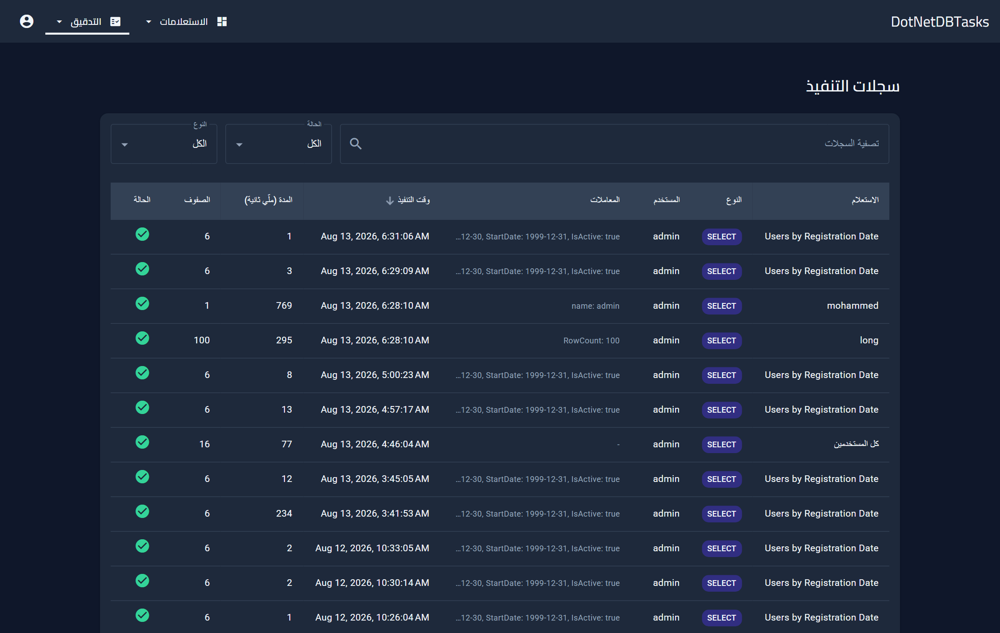 DotNetDBTasks
الاستعلامات
التدقيق
سجلات التنفيذ
تصفية السجلات
الحالة
الكل
النوع
الكل
الاستعلام النوع المستخدم المعاملات وقت التنفيذ المدة (ملّي ثانية) الصفوف الحالة
Users by Registration Date SELECT admin ...12-30, StartDate: 1999-12-31, IsActive: true Aug 13, 2026, 6:31:06 AM 1 6
Users by Registration Date SELECT admin ...12-30, StartDate: 1999-12-31, IsActive: true Aug 13, 2026, 6:29:09 AM 3 6
mohammed SELECT admin name: admin Aug 13, 2026, 6:28:10 AM 769 1
long SELECT admin RowCount: 100 Aug 13, 2026, 6:28:10 AM 295 100
Users by Registration Date SELECT admin ...12-30, StartDate: 1999-12-31, IsActive: true Aug 13, 2026, 5:00:23 AM 8 6
Users by Registration Date SELECT admin ...12-30, StartDate: 1999-12-31, IsActive: true Aug 13, 2026, 4:57:17 AM 13 6
كل المستخدمين SELECT admin - Aug 13, 2026, 4:46:04 AM 77 16
Users by Registration Date SELECT admin ...12-30, StartDate: 1999-12-31, IsActive: true Aug 13, 2026, 3:45:05 AM 12 6
Users by Registration Date SELECT admin ...12-30, StartDate: 1999-12-31, IsActive: true Aug 13, 2026, 3:41:53 AM 234 6
Users by Registration Date SELECT admin ...12-30, StartDate: 1999-12-31, IsActive: true Aug 12, 2026, 10:33:05 AM 2 6
Users by Registration Date SELECT admin ...12-30, StartDate: 1999-12-31, IsActive: true Aug 12, 2026, 10:30:14 AM 2 6
Users by Registration Date SELECT admin ...12-30, StartDate: 1999-12-31, IsActive: true Aug 12, 2026, 10:26:04 AM 1 6